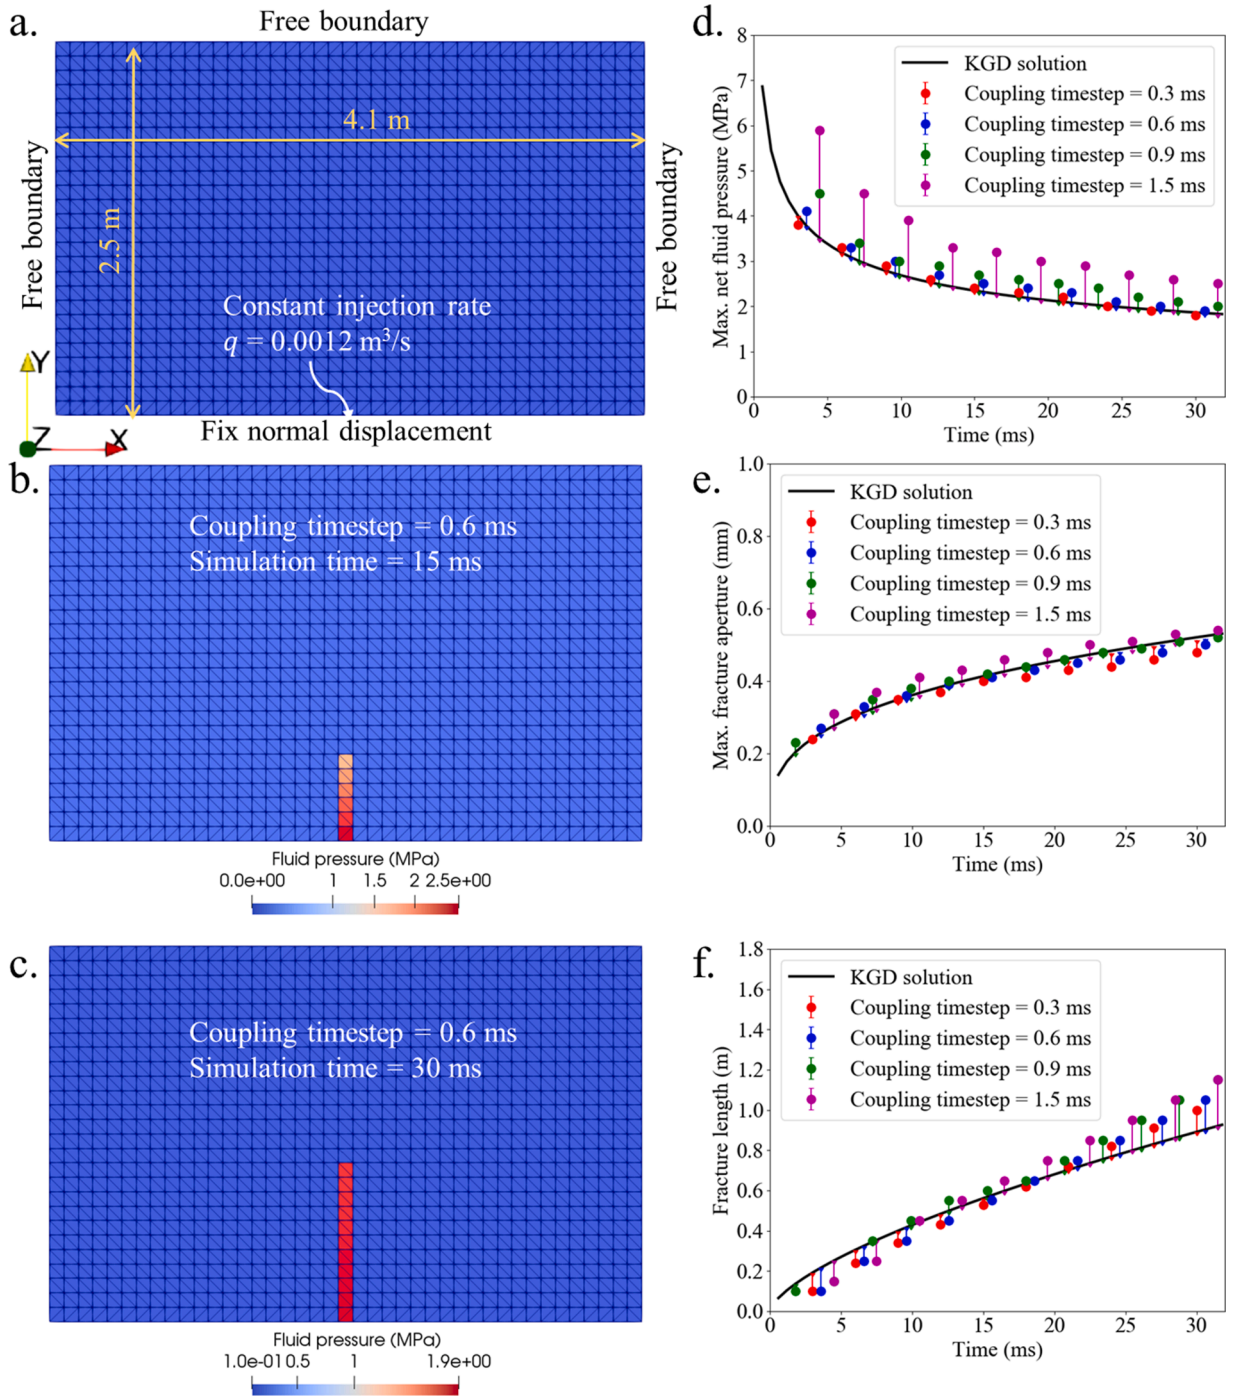 a.
Free boundary
Free boundary
4.1 m
2.5 m
Constant injection rate
q = 0.0012 m³/s
Free boundary
Y
Z
X
Fix normal displacement
b.
Coupling timestep = 0.6 ms
Simulation time = 15 ms
Fluid pressure (MPa)
0.0e+00 1 1.5 2 2.5e+00
c.
Coupling timestep = 0.6 ms
Simulation time = 30 ms
Fluid pressure (MPa)
1.0e-01 0.5 1 1.9e+00
d.
Max. net fluid pressure (MPa)
8
7
6
5
4
3
2
1
0
KGD solution
Coupling timestep = 0.3 ms
Coupling timestep = 0.6 ms
Coupling timestep = 0.9 ms
Coupling timestep = 1.5 ms
0 5 10 15 20 25 30
Time (ms)
e.
Max. fracture aperture (mm)
1.0
0.8
0.6
0.4
0.2
0.0
KGD solution
Coupling timestep = 0.3 ms
Coupling timestep = 0.6 ms
Coupling timestep = 0.9 ms
Coupling timestep = 1.5 ms
0 5 10 15 20 25 30
Time (ms)
f.
Fracture length (m)
1.8
1.6
1.4
1.2
1.0
0.8
0.6
0.4
0.2
0.0
KGD solution
Coupling timestep = 0.3 ms
Coupling timestep = 0.6 ms
Coupling timestep = 0.9 ms
Coupling timestep = 1.5 ms
0 5 10 15 20 25 30
Time (ms)